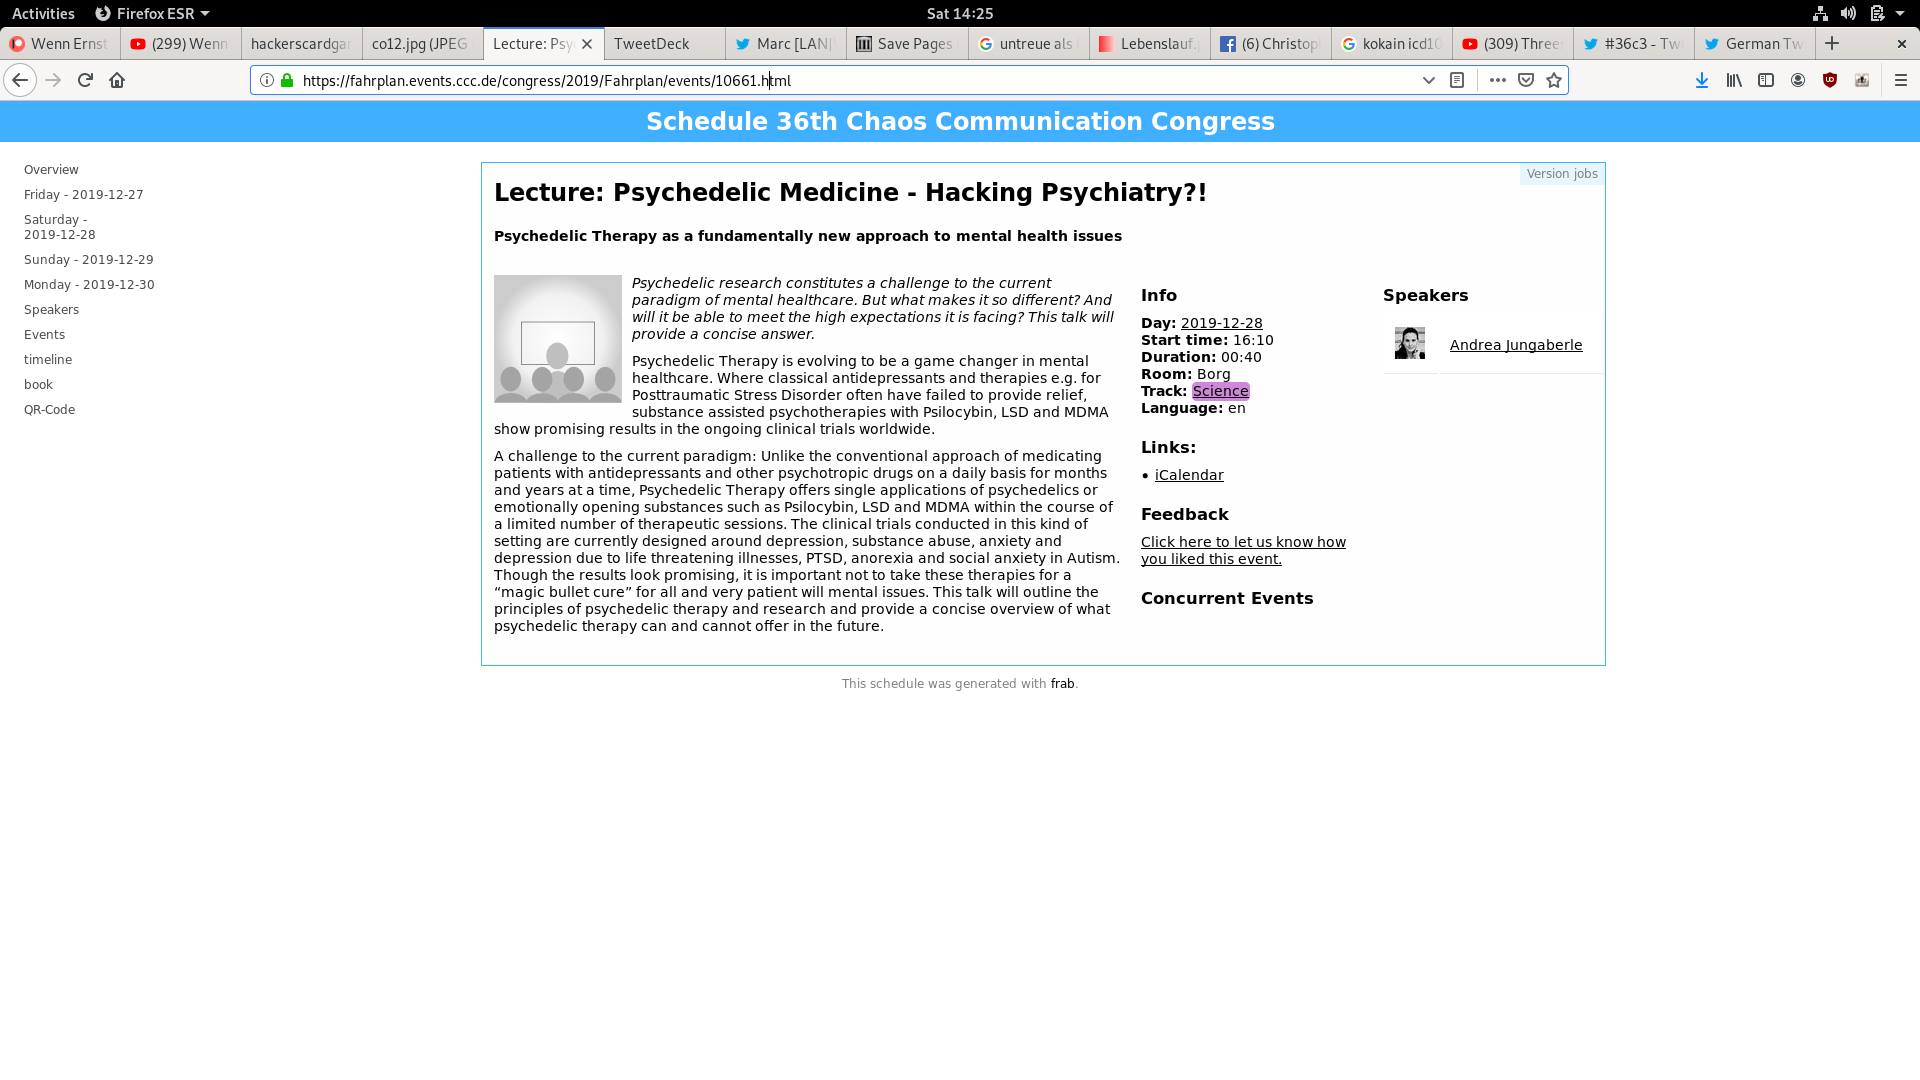 Activities Firefox ESR Sat 14:25
Wenn Ernst (299) Wenn hackerscardga co12.jpg (JPEG Lecture: Psy TweetDeck Marc [LAN] Save Pages untreue als Lebenslauf. (6) Christop kokain icd10 (309) Three #36c3 - Tw German Tw
https://fahrplan.events.ccc.de/congress/2019/Fahrplan/events/10661.html
Schedule 36th Chaos Communication Congress
Overview
Friday - 2019-12-27
Saturday -
2019-12-28
Sunday - 2019-12-29
Monday - 2019-12-30
Speakers
Events
timeline
book
QR-Code
Version jobs
Lecture: Psychedelic Medicine - Hacking Psychiatry?!
Psychedelic Therapy as a fundamentally new approach to mental health issues
Psychedelic research constitutes a challenge to the current
paradigm of mental healthcare. But what makes it so different? And
will it be able to meet the high expectations it is facing? This talk will
provide a concise answer.
Psychedelic Therapy is evolving to be a game changer in mental
healthcare. Where classical antidepressants and therapies e.g. for
Posttraumatic Stress Disorder often have failed to provide relief,
substance assisted psychotherapies with Psilocybin, LSD and MDMA
show promising results in the ongoing clinical trials worldwide.
A challenge to the current paradigm: Unlike the conventional approach of medicating
patients with antidepressants and other psychotropic drugs on a daily basis for months
and years at a time, Psychedelic Therapy offers single applications of psychedelics or
emotionally opening substances such as Psilocybin, LSD and MDMA within the course of
a limited number of therapeutic sessions. The clinical trials conducted in this kind of
setting are currently designed around depression, substance abuse, anxiety and
depression due to life threatening illnesses, PTSD, anorexia and social anxiety in Autism.
Though the results look promising, it is important not to take these therapies for a
“magic bullet cure” for all and very patient will mental issues. This talk will outline the
principles of psychedelic therapy and research and provide a concise overview of what
psychedelic therapy can and cannot offer in the future.
Info
Day: 2019-12-28
Start time: 16:10
Duration: 00:40
Room: Borg
Track: Science
Language: en
Links:
• iCalendar
Feedback
Click here to let us know how
you liked this event.
Concurrent Events
Speakers
Andrea Jungaberle
This schedule was generated with frab.